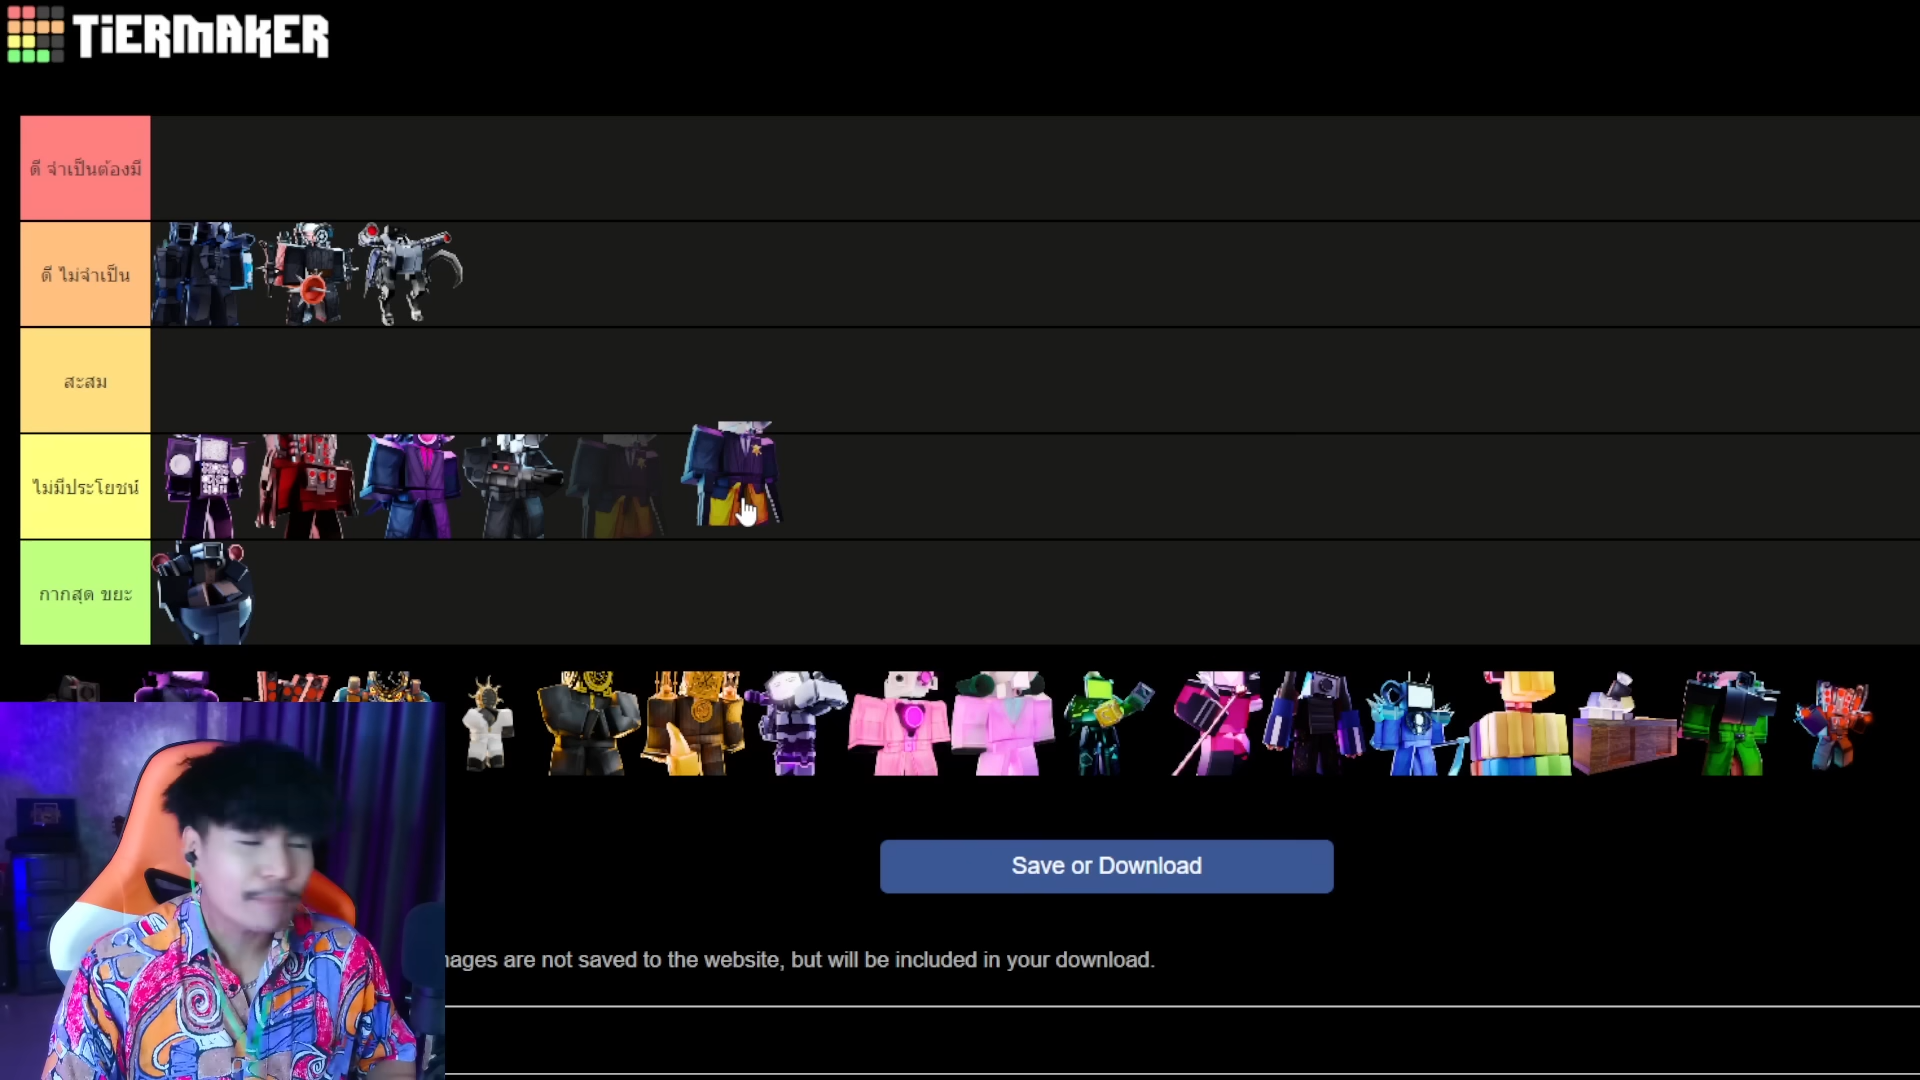 TiERMAKER
ดี จำเป็นต้องมี
ดี ไม่จำเป็น
สะสม
ไม่มีประโยชน์
กากสุด ขยะ
Save or Download
ages are not saved to the website, but will be included in your download.